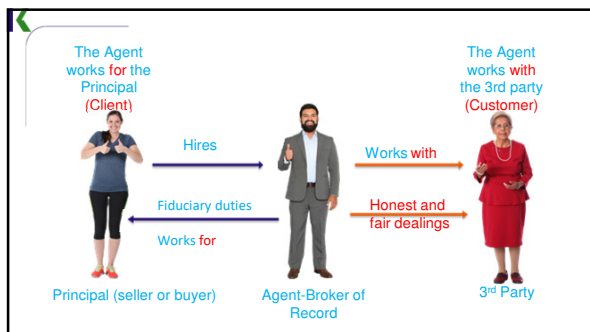 The Agent
works for the
Principal
(Client)
The Agent
works with
the 3rd party
(Customer)
Hires
Works with
Fiduciary duties
Honest and
fair dealings
Works for
Principal (seller or buyer)
Agent-Broker of
Record
3rd Party